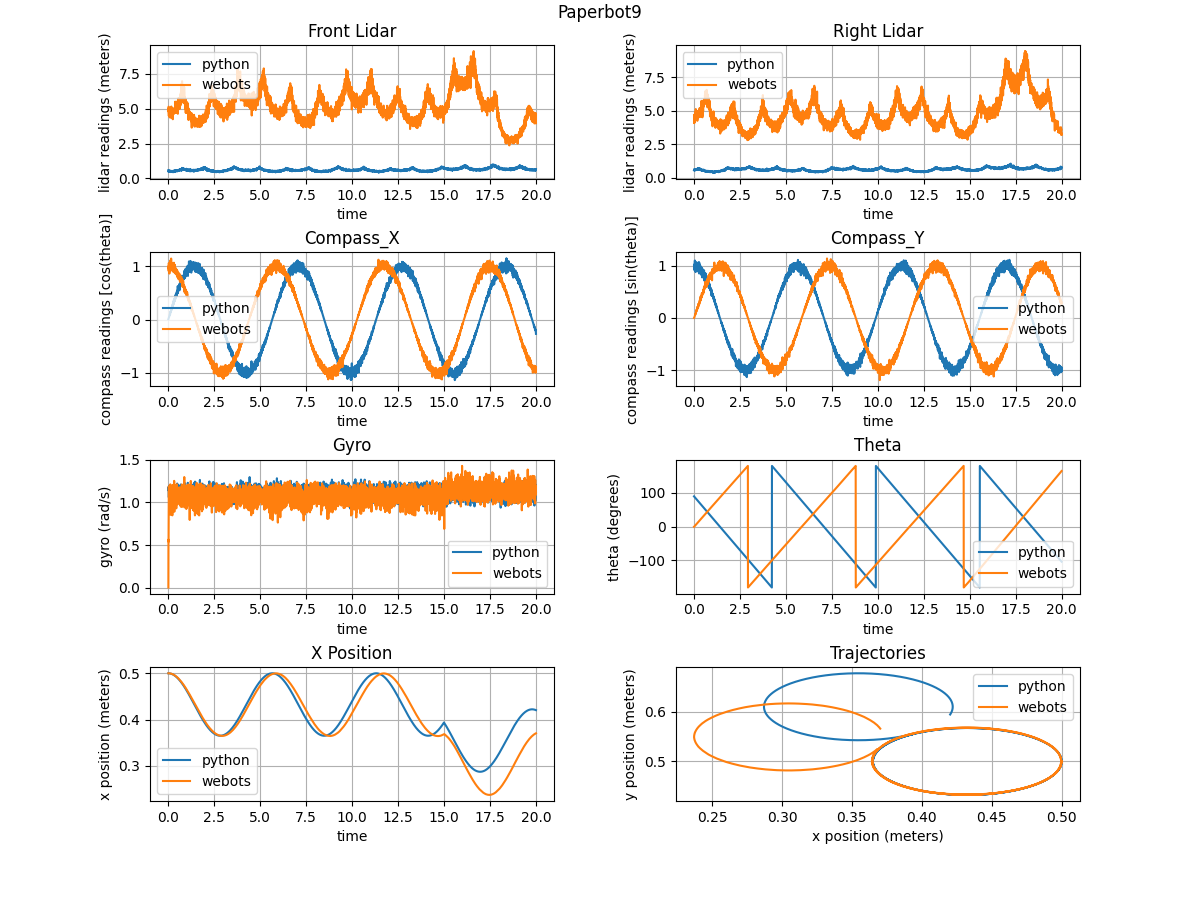 Paperbot9
Front Lidar
lidar readings (meters)
7.5
5.0
2.5
0.0
python
webots
0.0 2.5 5.0 7.5 10.0 12.5 15.0 17.5 20.0
time
Right Lidar
lidar readings (meters)
7.5
5.0
2.5
0.0
python
webots
0.0 2.5 5.0 7.5 10.0 12.5 15.0 17.5 20.0
time
Compass_X
compass readings [cos(theta)]
1
0
−1
python
webots
0.0 2.5 5.0 7.5 10.0 12.5 15.0 17.5 20.0
time
Compass_Y
compass readings [sin(theta)]
1
0
−1
python
webots
0.0 2.5 5.0 7.5 10.0 12.5 15.0 17.5 20.0
time
Gyro
gyro (rad/s)
1.5
1.0
0.5
0.0
python
webots
0.0 2.5 5.0 7.5 10.0 12.5 15.0 17.5 20.0
time
Theta
theta (degrees)
100
0
−100
python
webots
0.0 2.5 5.0 7.5 10.0 12.5 15.0 17.5 20.0
time
X Position
x position (meters)
0.5
0.4
0.3
python
webots
0.0 2.5 5.0 7.5 10.0 12.5 15.0 17.5 20.0
time
Trajectories
y position (meters)
0.6
0.5
python
webots
0.25 0.30 0.35 0.40 0.45 0.50
x position (meters)